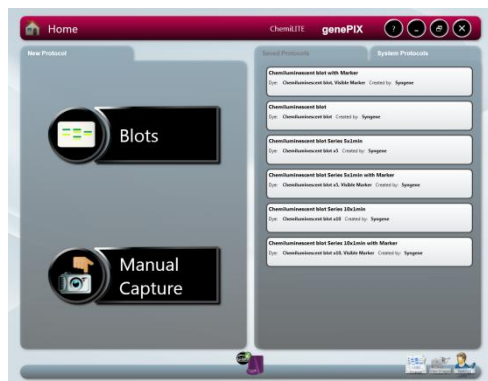 Home
ChemiLITE genePIX
New Protocol
Saved Protocols
System Protocols
Blots
Manual
Capture
Chemiluminescent blot with Marker
Dye: Chemiluminescent blot, Visible Marker Created by: Syngene
Chemiluminescent blot
Dye: Chemiluminescent blot Created by: Syngene
Chemiluminescent blot Series 5x1min
Dye: Chemiluminescent blot x5 Created by: Syngene
Chemiluminescent blot Series 5x1min with Marker
Dye: Chemiluminescent blot x5, Visible Marker Created by: Syngene
Chemiluminescent blot Series 10x1min
Dye: Chemiluminescent blot x10 Created by: Syngene
Chemiluminescent blot Series 10x1min with Marker
Dye: Chemiluminescent blot x10, Visible Marker Created by: Syngene